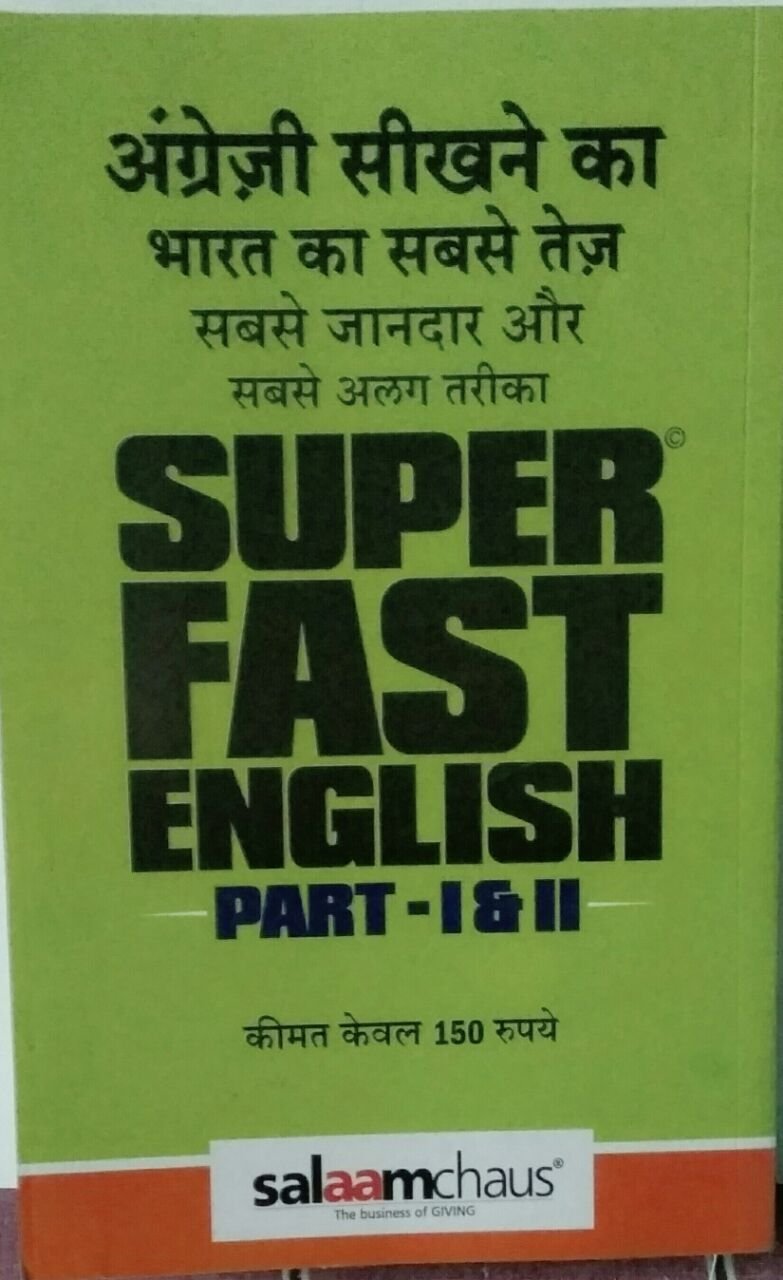 अंग्रेज़ी सीखने का
भारत का सबसे तेज़
सबसे जानदार और
सबसे अलग तरीका
SUPER©
FAST
ENGLISH
PART - I & II
कीमत केवल 150 रुपये
salaamchaus®
The business of GIVING